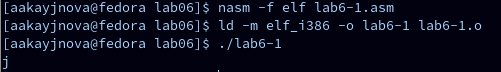 [aakayjnova@fedora lab06]$ nasm -f elf lab6-1.asm
[aakayjnova@fedora lab06]$ ld -m elf_i386 -o lab6-1 lab6-1.o
[aakayjnova@fedora lab06]$ ./lab6-1
j